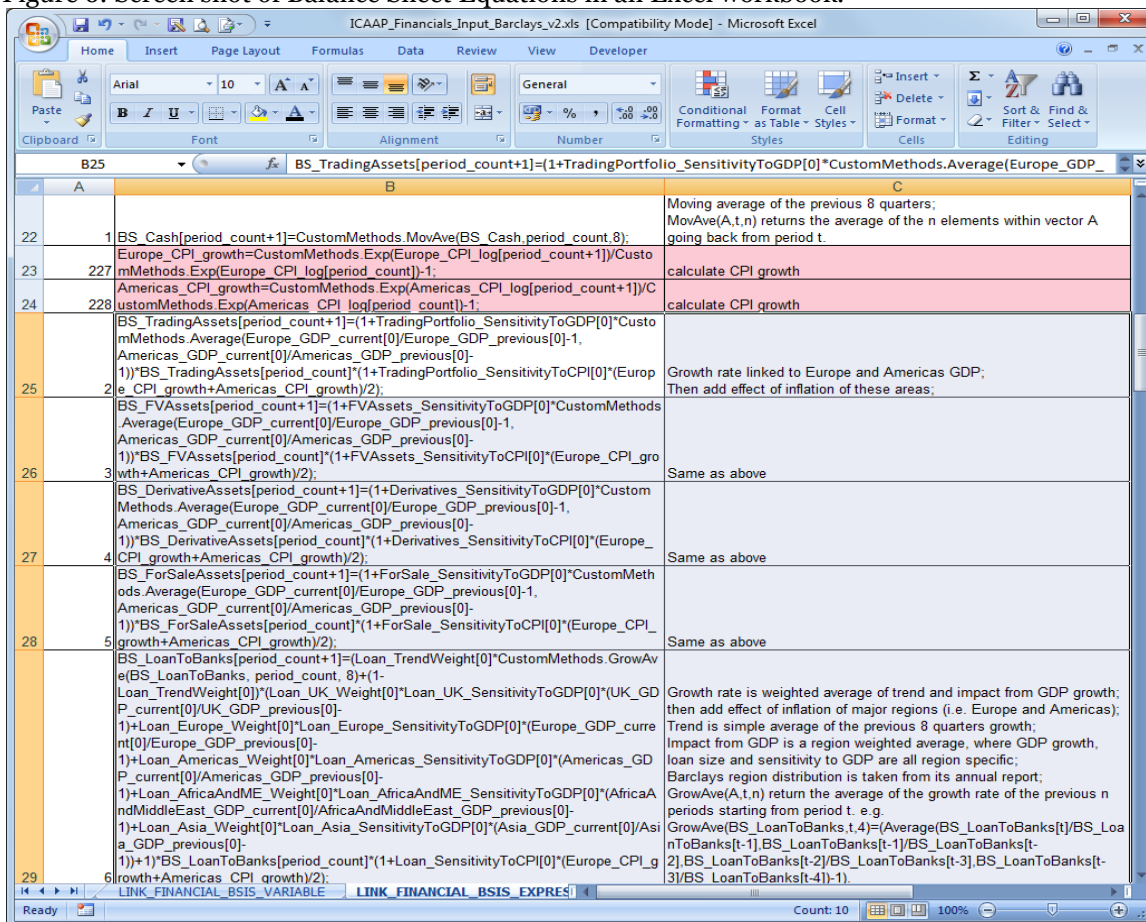 Figure 6: Screen shot of Balance Sheet Equations in an Excel workbook.
ICAAP_Financials_Input_Barclays_v2.xls [Compatibility Mode] - Microsoft Excel
Home Insert Page Layout Formulas Data Review View Developer
Paste
Clipboard
Arial 10 A A
B I U A
Font
Alignment
General
% , .0 .00 .00 .0
Number
Conditional Formatting
Format as Table
Cell Styles
Styles
Insert
Delete
Format
Cells
Σ
Sort & Filter
Find & Select
Editing
B25 fx BS_TradingAssets[period_count+1]=(1+TradingPortfolio_SensitivityToGDP[0]*CustomMethods.Average(Europe_GDP_
A B C
22 1 BS_Cash[period_count+1]=CustomMethods.MovAve(BS_Cash,period_count,8);
Moving average of the previous 8 quarters;
MovAve(A,t,n) returns the average of the n elements within vector A
going back from period t.
23 227
Europe_CPI_growth=CustomMethods.Exp(Europe_CPI_log[period_count+1])/Custo
mMethods.Exp(Europe_CPI_log[period_count])-1;
calculate CPI growth
24 228
Americas_CPI_growth=CustomMethods.Exp(Americas_CPI_log[period_count+1])/C
ustomMethods.Exp(Americas_CPI_log[period_count])-1;
calculate CPI growth
25 2
BS_TradingAssets[period_count+1]=(1+TradingPortfolio_SensitivityToGDP[0]*Custo
mMethods.Average(Europe_GDP_current[0]/Europe_GDP_previous[0]-1,
Americas_GDP_current[0]/Americas_GDP_previous[0]-
1))*BS_TradingAssets[period_count]*(1+TradingPortfolio_SensitivityToCPI[0]*(Europ
e_CPI_growth+Americas_CPI_growth)/2);
Growth rate linked to Europe and Americas GDP;
Then add effect of inflation of these areas;
26 3
BS_FVAssets[period_count+1]=(1+FVAssets_SensitivityToGDP[0]*CustomMethods
.Average(Europe_GDP_current[0]/Europe_GDP_previous[0]-1,
Americas_GDP_current[0]/Americas_GDP_previous[0]-
1))*BS_FVAssets[period_count]*(1+FVAssets_SensitivityToCPI[0]*(Europe_CPI_gro
wth+Americas_CPI_growth)/2);
Same as above
27 4
BS_DerivativeAssets[period_count+1]=(1+Derivatives_SensitivityToGDP[0]*Custom
Methods.Average(Europe_GDP_current[0]/Europe_GDP_previous[0]-1,
Americas_GDP_current[0]/Americas_GDP_previous[0]-
1))*BS_DerivativeAssets[period_count]*(1+Derivatives_SensitivityToCPI[0]*(Europe_
CPI_growth+Americas_CPI_growth)/2);
Same as above
28 5
BS_ForSaleAssets[period_count+1]=(1+ForSale_SensitivityToGDP[0]*CustomMeth
ods.Average(Europe_GDP_current[0]/Europe_GDP_previous[0]-1,
Americas_GDP_current[0]/Americas_GDP_previous[0]-
1))*BS_ForSaleAssets[period_count]*(1+ForSale_SensitivityToCPI[0]*(Europe_CPI_
growth+Americas_CPI_growth)/2);
Same as above
29 6
BS_LoanToBanks[period_count+1]=(Loan_TrendWeight[0]*CustomMethods.GrowAv
e(BS_LoanToBanks, period_count, 8)+(1-
Loan_TrendWeight[0])*(Loan_UK_Weight[0]*Loan_UK_SensitivityToGDP[0]*(UK_GD
P_current[0]/UK_GDP_previous[0]-
1)+Loan_Europe_Weight[0]*Loan_Europe_SensitivityToGDP[0]*(Europe_GDP_curre
nt[0]/Europe_GDP_previous[0]-
1)+Loan_Americas_Weight[0]*Loan_Americas_SensitivityToGDP[0]*(Americas_GD
P_current[0]/Americas_GDP_previous[0]-
1)+Loan_AfricaAndME_Weight[0]*Loan_AfricaAndME_SensitivityToGDP[0]*(AfricaA
ndMiddleEast_GDP_current[0]/AfricaAndMiddleEast_GDP_previous[0]-
1)+Loan_Asia_Weight[0]*Loan_Asia_SensitivityToGDP[0]*(Asia_GDP_current[0]/Asi
a_GDP_previous[0]-
1))+1)*BS_LoanToBanks[period_count]*(1+Loan_SensitivityToCPI[0]*(Europe_CPI_g
rowth+Americas_CPI_growth)/2);
Growth rate is weighted average of trend and impact from GDP growth;
then add effect of inflation of major regions (i.e. Europe and Americas);
Trend is simple average of the previous 8 quarters growth;
Impact from GDP is a region weighted average, where GDP growth,
loan size and sensitivity to GDP are all region specific;
Barclays region distribution is taken from its annual report;
GrowAve(A,t,n) return the average of the growth rate of the previous n
periods starting from period t. e.g.
GrowAve(BS_LoanToBanks,t,4)=(Average(BS_LoanToBanks[t]/BS_Loa
nToBanks[t-1],BS_LoanToBanks[t-1]/BS_LoanToBanks[t-
2],BS_LoanToBanks[t-2]/BS_LoanToBanks[t-3],BS_LoanToBanks[t-
3]/BS_LoanToBanks[t-4])-1).
LINK_FINANCIAL_BSIS_VARIABLE LINK_FINANCIAL_BSIS_EXPRES
Ready Count: 10 100%